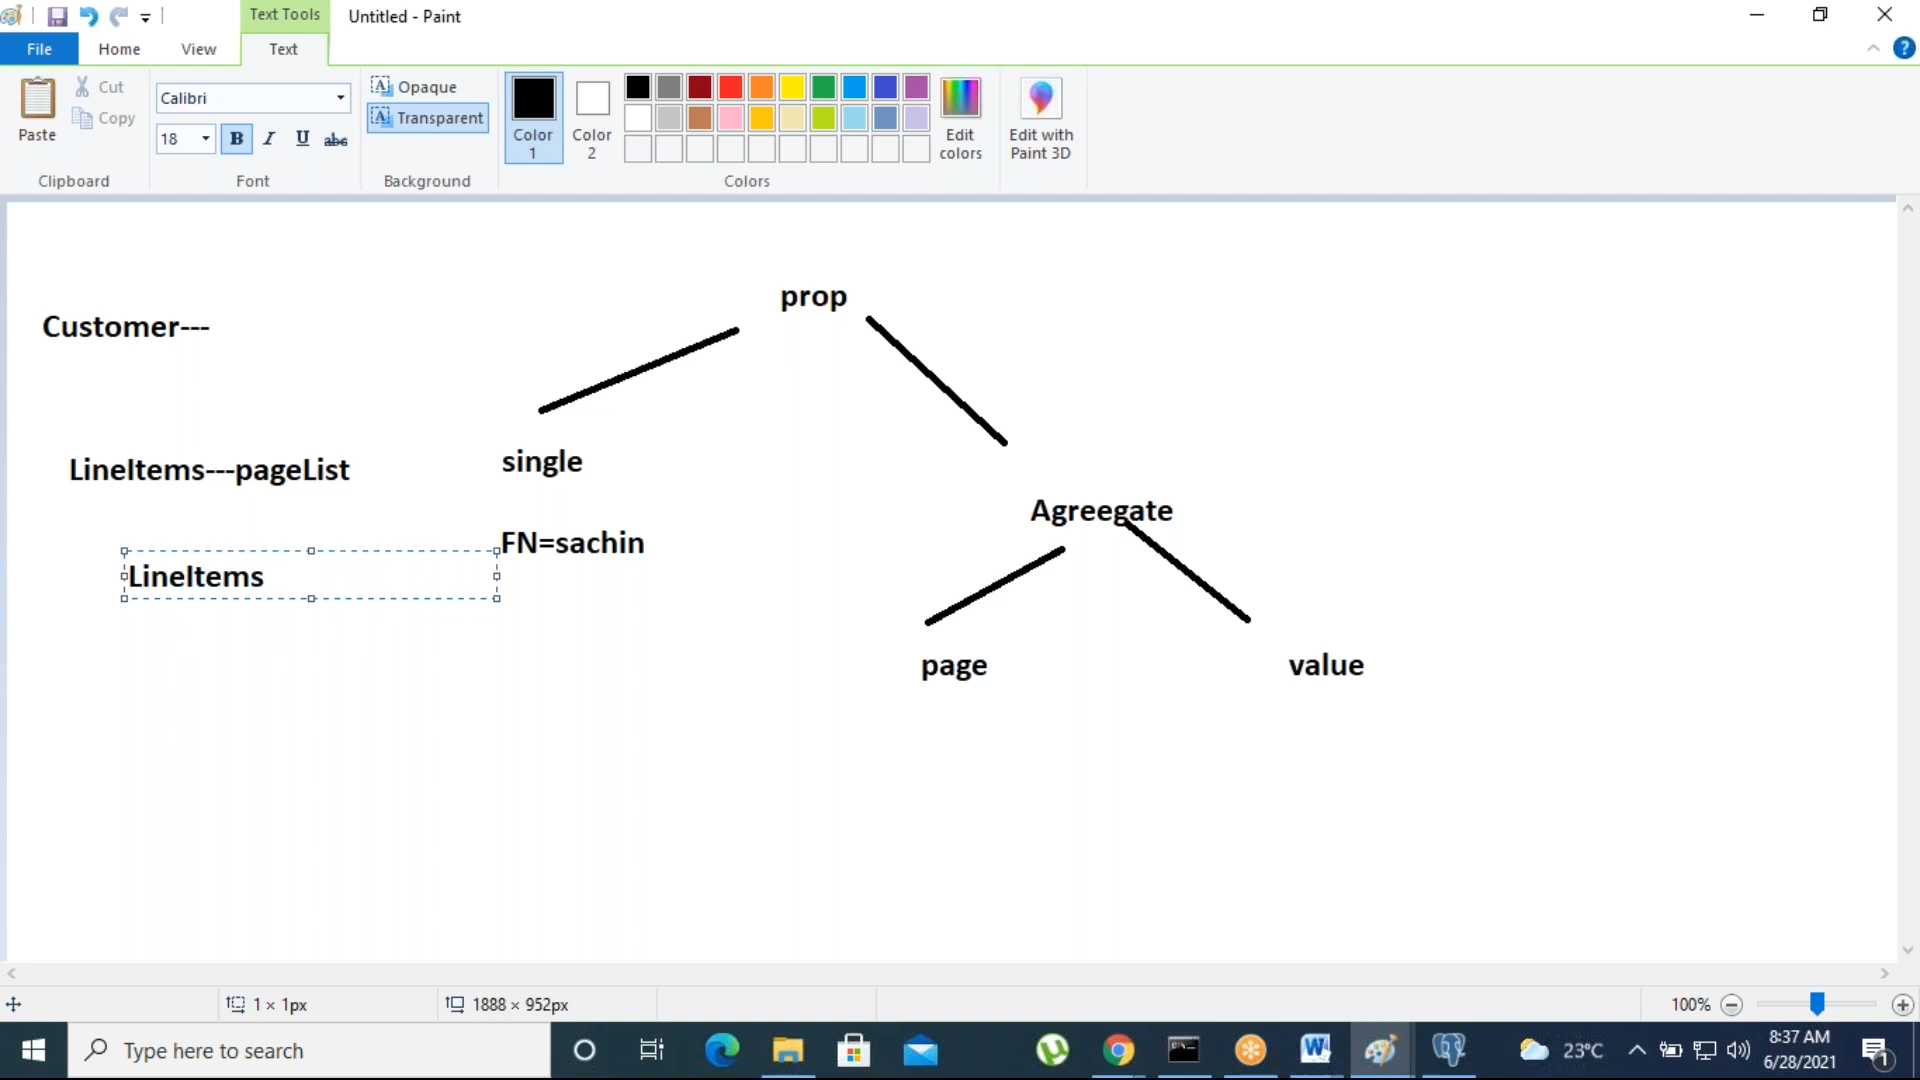 Text Tools
Untitled - Paint
File
Home
View
Text
Paste
Cut
Copy
Clipboard
Calibri
18
B I U abc
Font
Opaque
Transparent
Background
Color 1
Color 2
Edit colors
Colors
Edit with Paint 3D
prop
Customer---
single
LineItems---pageList
Agreegate
FN=sachin
LineItems
page
value
1 × 1px
1888 × 952px
100%
Type here to search
23°C
8:37 AM
6/28/2021
1